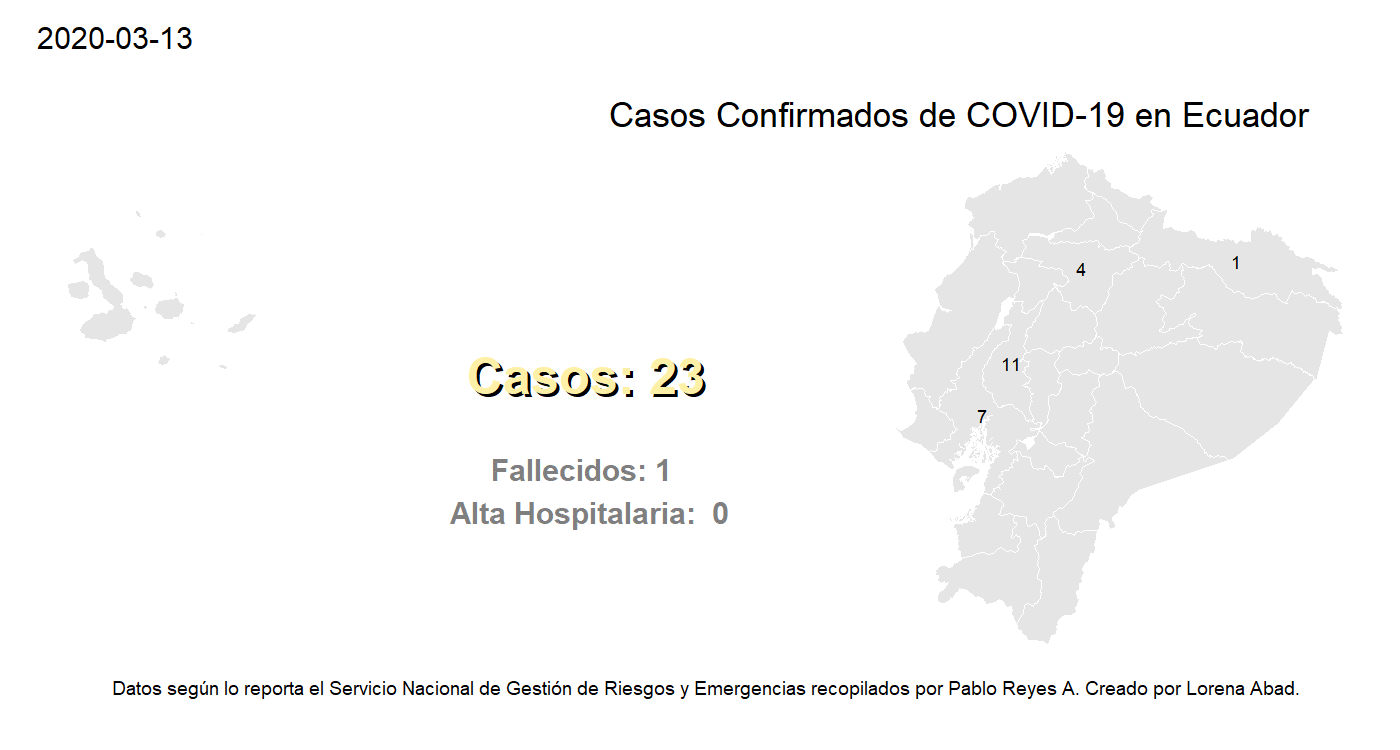 2020-03-13
Casos Confirmados de COVID-19 en Ecuador
1
4
11
7
Casos: 23
Fallecidos: 1
Alta Hospitalaria:  0
Datos según lo reporta el Servicio Nacional de Gestión de Riesgos y Emergencias recopilados por Pablo Reyes A. Creado por Lorena Abad.